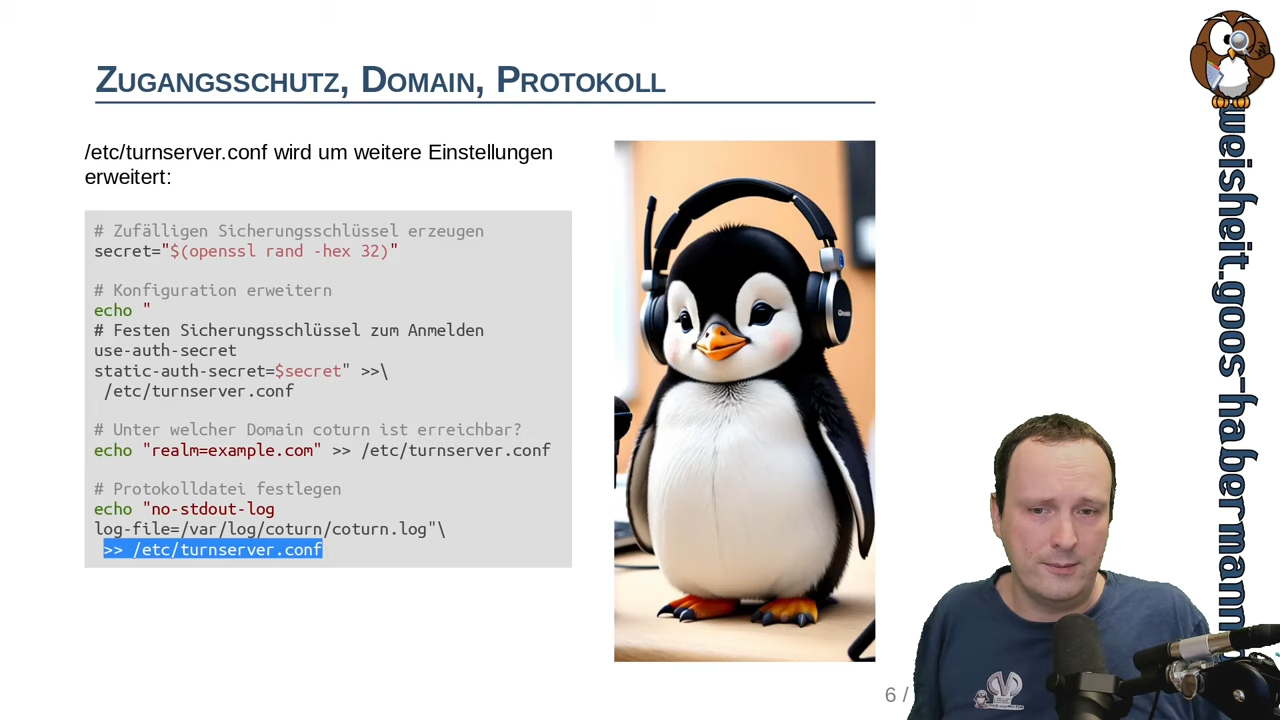 Zugangsschutz, Domain, Protokoll
/etc/turnserver.conf wird um weitere Einstellungen
erweitert:
# Zufälligen Sicherungsschlüssel erzeugen
secret="$(openssl rand -hex 32)"
# Konfiguration erweitern
echo "
# Festen Sicherungsschlüssel zum Anmelden
use-auth-secret
static-auth-secret=$secret" >>\
/etc/turnserver.conf
# Unter welcher Domain coturn ist erreichbar?
echo "realm=example.com" >> /etc/turnserver.conf
# Protokolldatei festlegen
echo "no-stdout-log
log-file=/var/log/coturn/coturn.log"\
>> /etc/turnserver.conf
6 /
weisheit.goos-habermann